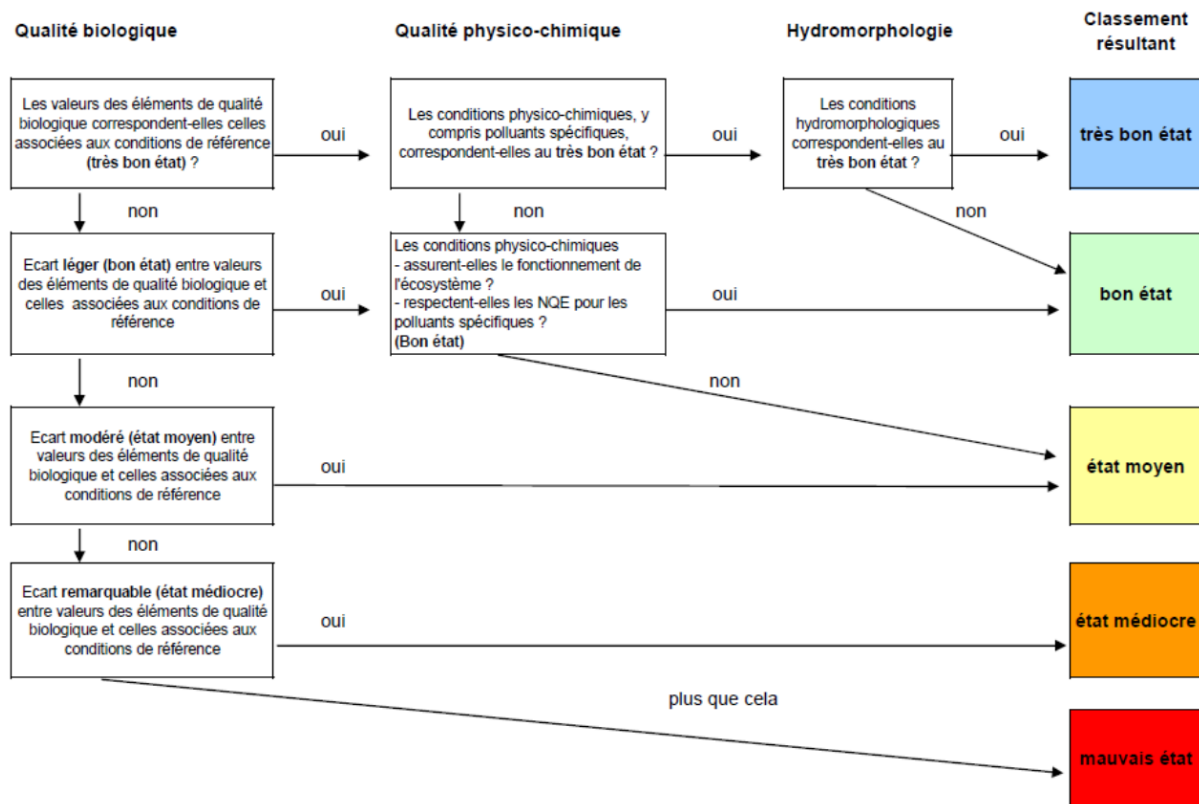 Qualité biologique
Qualité physico-chimique
Hydromorphologie
Classement
résultant
Les valeurs des éléments de qualité
biologique correspondent-elles celles
associées aux conditions de référence
(très bon état) ?
oui
Les conditions physico-chimiques, y
compris polluants spécifiques,
correspondent-elles au très bon état ?
oui
Les conditions
hydromorphologiques
correspondent-elles au
très bon état ?
oui
très bon état
non
non
non
Ecart léger (bon état) entre valeurs
des éléments de qualité biologique et
celles associées aux conditions de
référence
oui
Les conditions physico-chimiques
- assurent-elles le fonctionnement de
l'écosystème ?
- respectent-elles les NQE pour les
polluants spécifiques ?
(Bon état)
oui
bon état
non
non
Ecart modéré (état moyen) entre
valeurs des éléments de qualité
biologique et celles associées aux
conditions de référence
oui
état moyen
non
Ecart remarquable (état médiocre)
entre valeurs des éléments de qualité
biologique et celles associées aux
conditions de référence
oui
état médiocre
plus que cela
mauvais état